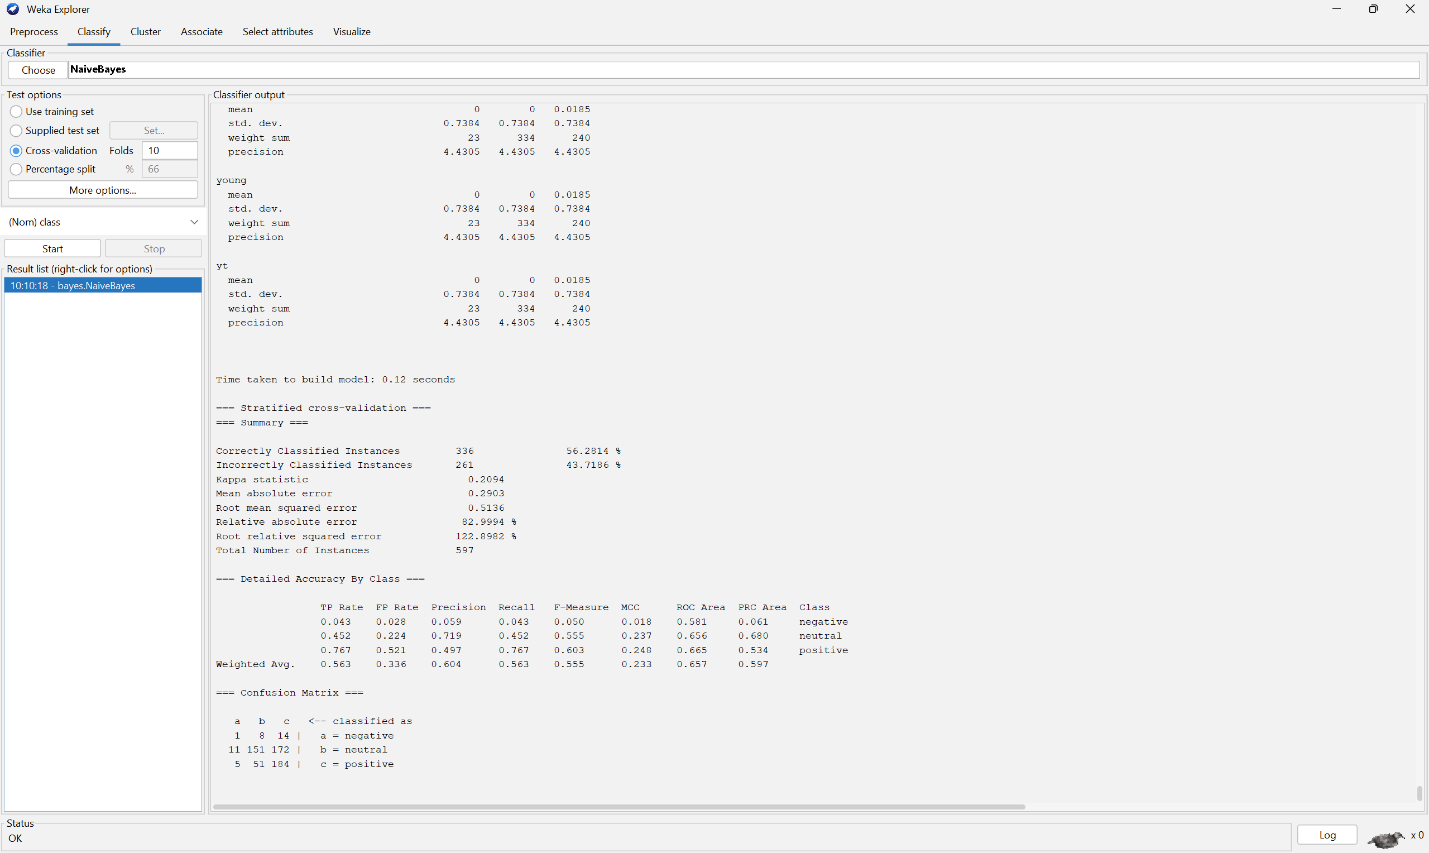 Weka Explorer
Preprocess Classify Cluster Associate Select attributes Visualize
Classifier
Choose NaiveBayes
Test options
Use training set
Supplied test set Set...
Cross-validation Folds 10
Percentage split % 66
More options...
(Nom) class
Start Stop
Result list (right-click for options)
10:10:18 - bayes.NaiveBayes
Classifier output
mean 0 0 0.0185
std. dev. 0.7384 0.7384 0.7384
weight sum 23 334 240
precision 4.4305 4.4305 4.4305
young
mean 0 0 0.0185
std. dev. 0.7384 0.7384 0.7384
weight sum 23 334 240
precision 4.4305 4.4305 4.4305
yt
mean 0 0 0.0185
std. dev. 0.7384 0.7384 0.7384
weight sum 23 334 240
precision 4.4305 4.4305 4.4305
Time taken to build model: 0.12 seconds
=== Stratified cross-validation ===
=== Summary ===
Correctly Classified Instances 336 56.2814 %
Incorrectly Classified Instances 261 43.7186 %
Kappa statistic 0.2094
Mean absolute error 0.2903
Root mean squared error 0.5136
Relative absolute error 82.9994 %
Root relative squared error 122.8982 %
Total Number of Instances 597
=== Detailed Accuracy By Class ===
TP Rate FP Rate Precision Recall F-Measure MCC ROC Area PRC Area Class
0.043 0.028 0.059 0.043 0.050 0.018 0.581 0.061 negative
0.452 0.224 0.719 0.452 0.555 0.237 0.656 0.680 neutral
0.767 0.521 0.497 0.767 0.603 0.248 0.665 0.534 positive
Weighted Avg. 0.563 0.336 0.604 0.563 0.555 0.233 0.657 0.597
=== Confusion Matrix ===
a b c <-- classified as
1 8 14 | a = negative
11 151 172 | b = neutral
5 51 184 | c = positive
Status
OK
Log
x 0